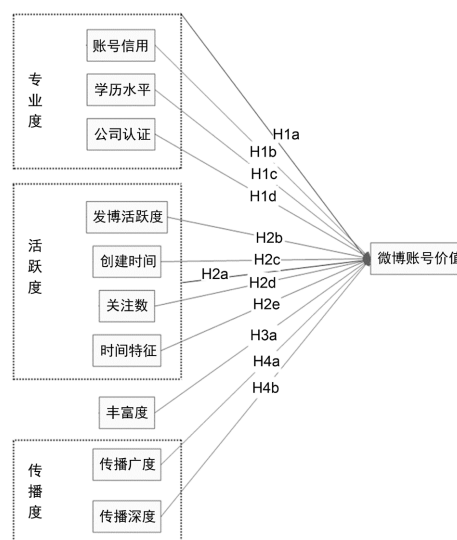 专业度
账号信用
学历水平
公司认证
H1a
H1b
H1c
H1d
活跃度
发博活跃度
创建时间
关注数
时间特征
H2b
H2c
H2a
H2d
H2e
微博账号价值
丰富度
H3a
H4a
H4b
传播度
传播广度
传播深度